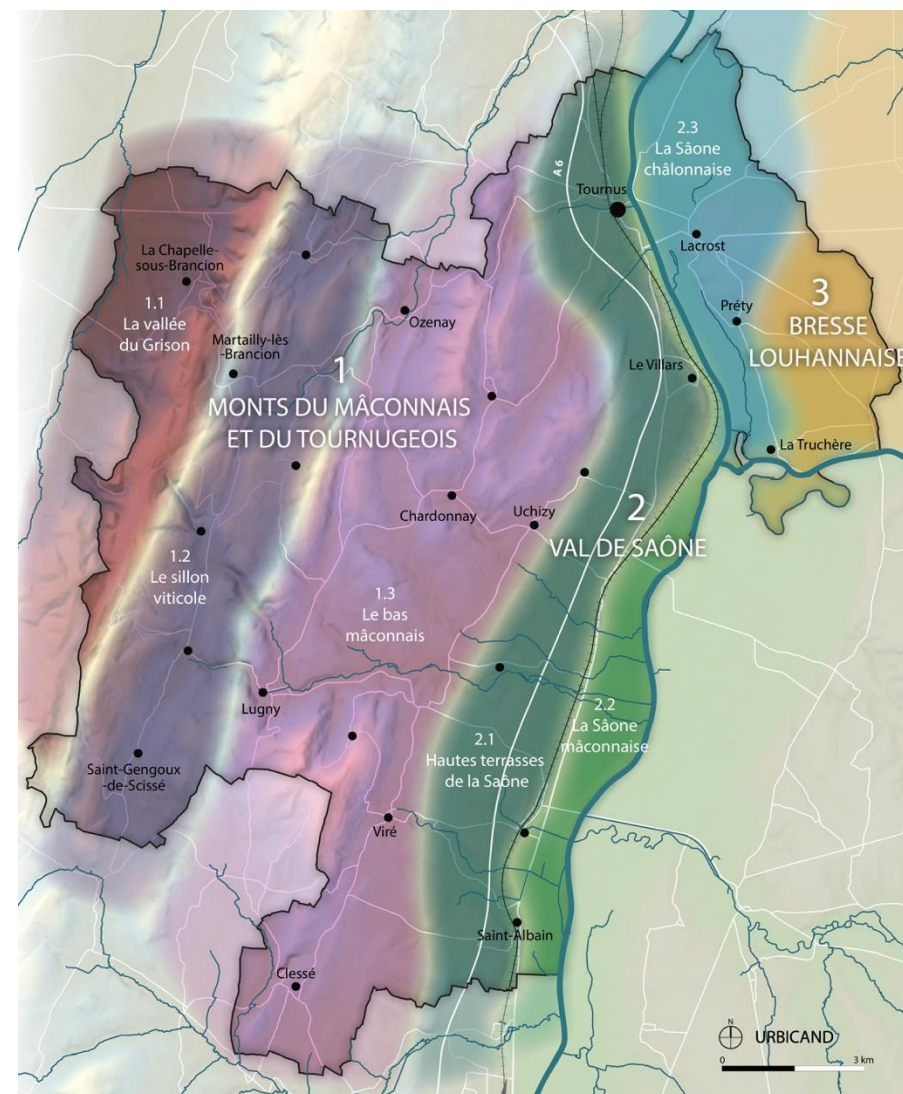 2.3
La Sâone
châlonnaise
A 6
Tournus
Lacrost
La Chapelle-
sous-Brancion
1.1
La vallée
du Grison
Ozenay
Préty
3
BRESSE
LOUHANNAISE
Martailly-lès
-Brancion
1
MONTS DU MÂCONNAIS
ET DU TOURNUGEOIS
Le Villars
La Truchère
Chardonnay
Uchizy
2
VAL DE SAÔNE
1.2
Le sillon
viticole
1.3
Le bas
mâconnais
Lugny
2.2
La Sâone
mâconnaise
2.1
Hautes terrasses
de la Saône
Saint-Gengoux
-de-Scissé
Viré
Saint-Albain
Clessé
N
URBICAND
0 3 km